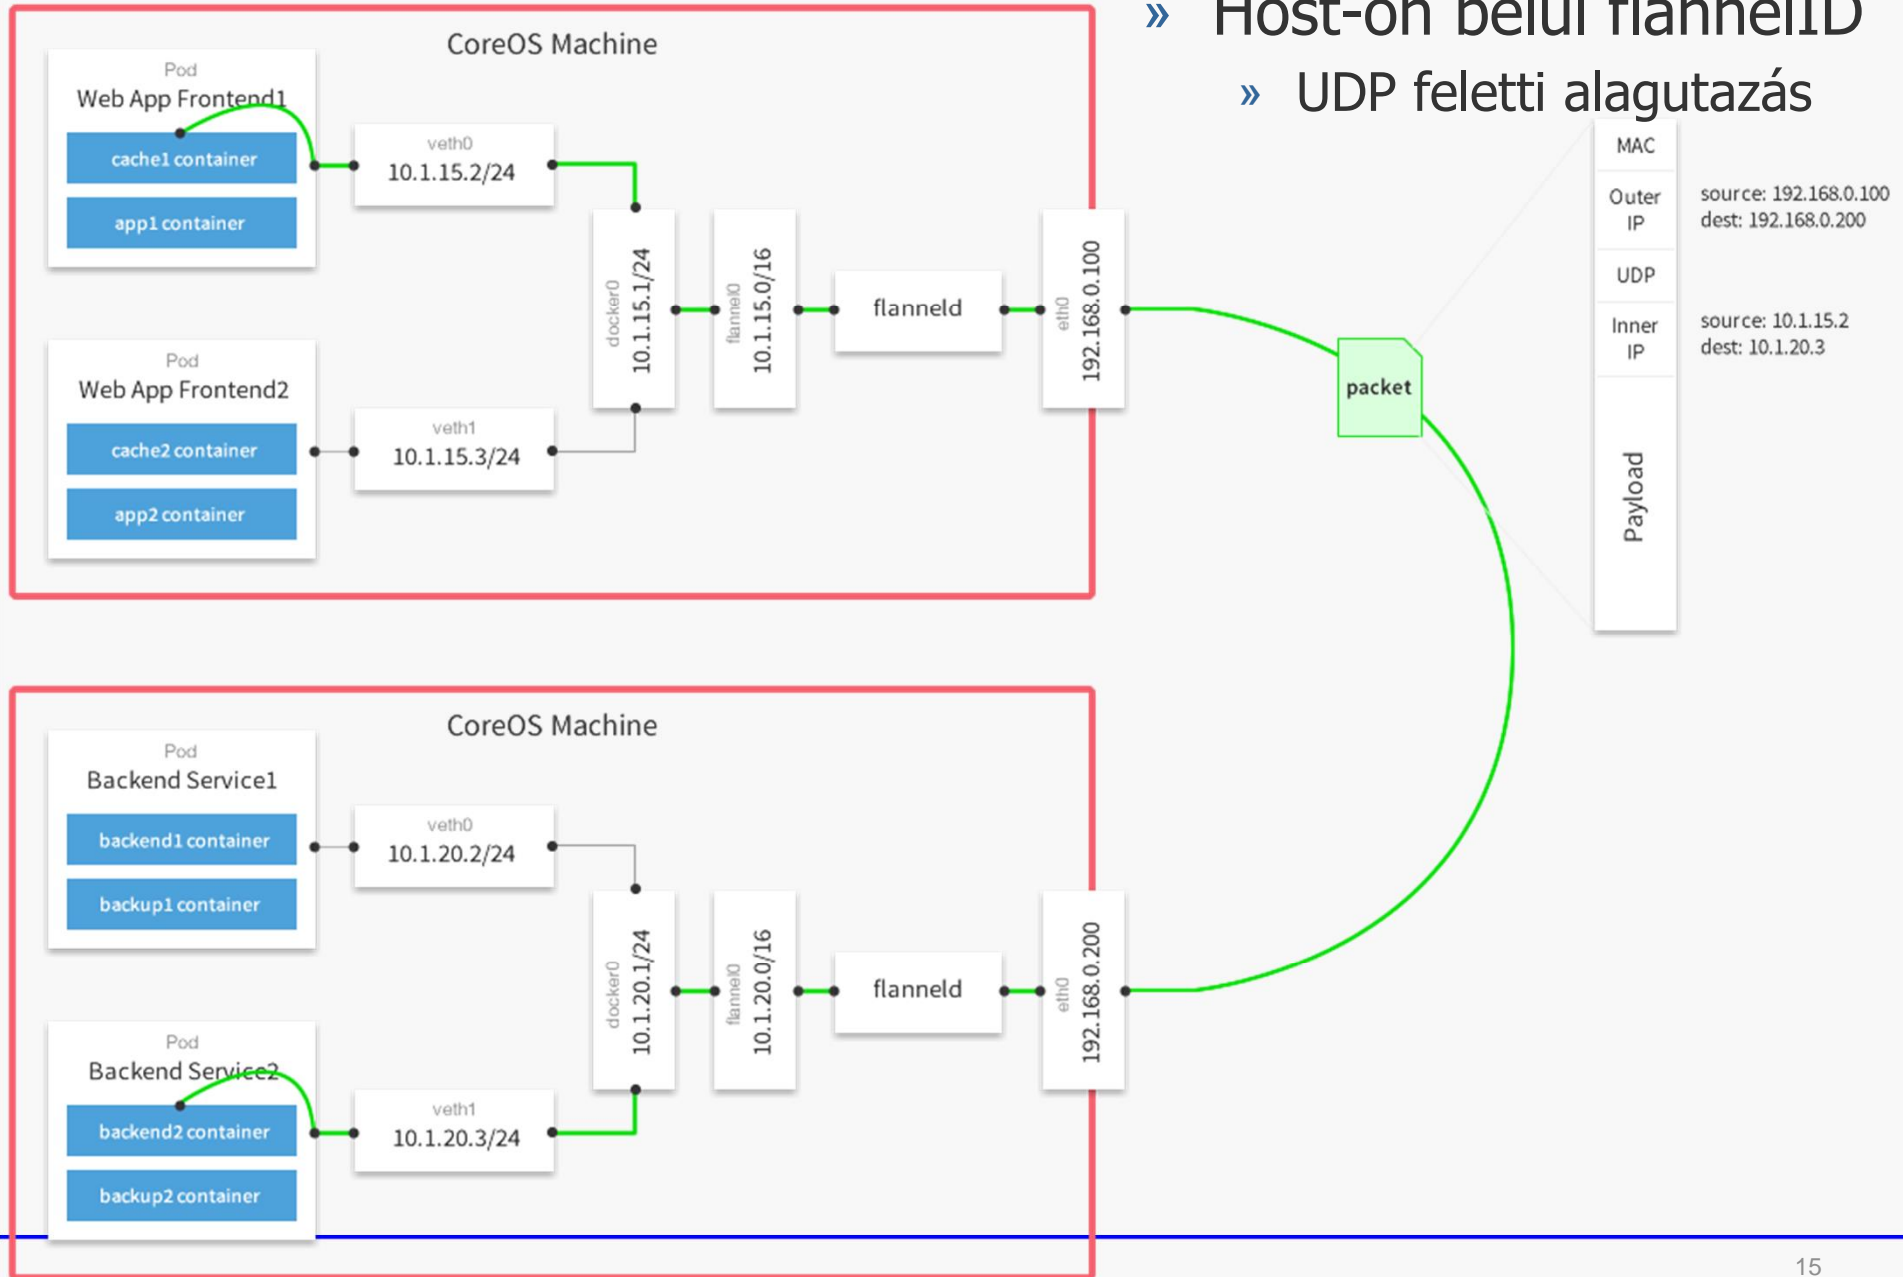 » Host-on belül flannelID
» UDP feletti alagutazás
CoreOS Machine
Pod
Web App Frontend1
cache1 container
app1 container
veth0
10.1.15.2/24
Pod
Web App Frontend2
cache2 container
app2 container
veth1
10.1.15.3/24
docker0
10.1.15.1/24
flannel0
10.1.15.0/16
flanneld
eth0
192.168.0.100
packet
MAC
Outer
IP
source: 192.168.0.100
dest: 192.168.0.200
UDP
Inner
IP
source: 10.1.15.2
dest: 10.1.20.3
Payload
CoreOS Machine
Pod
Backend Service1
backend1 container
backup1 container
veth0
10.1.20.2/24
Pod
Backend Service2
backend2 container
backup2 container
veth1
10.1.20.3/24
docker0
10.1.20.1/24
flannel0
10.1.20.0/16
flanneld
eth0
192.168.0.200
15